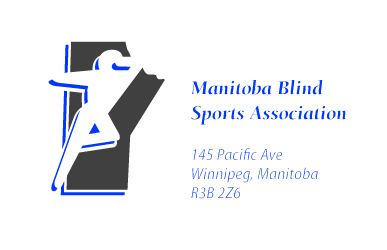 Manitoba Blind
Sports Association
145 Pacific Ave
Winnipeg, Manitoba
R3B 2Z6